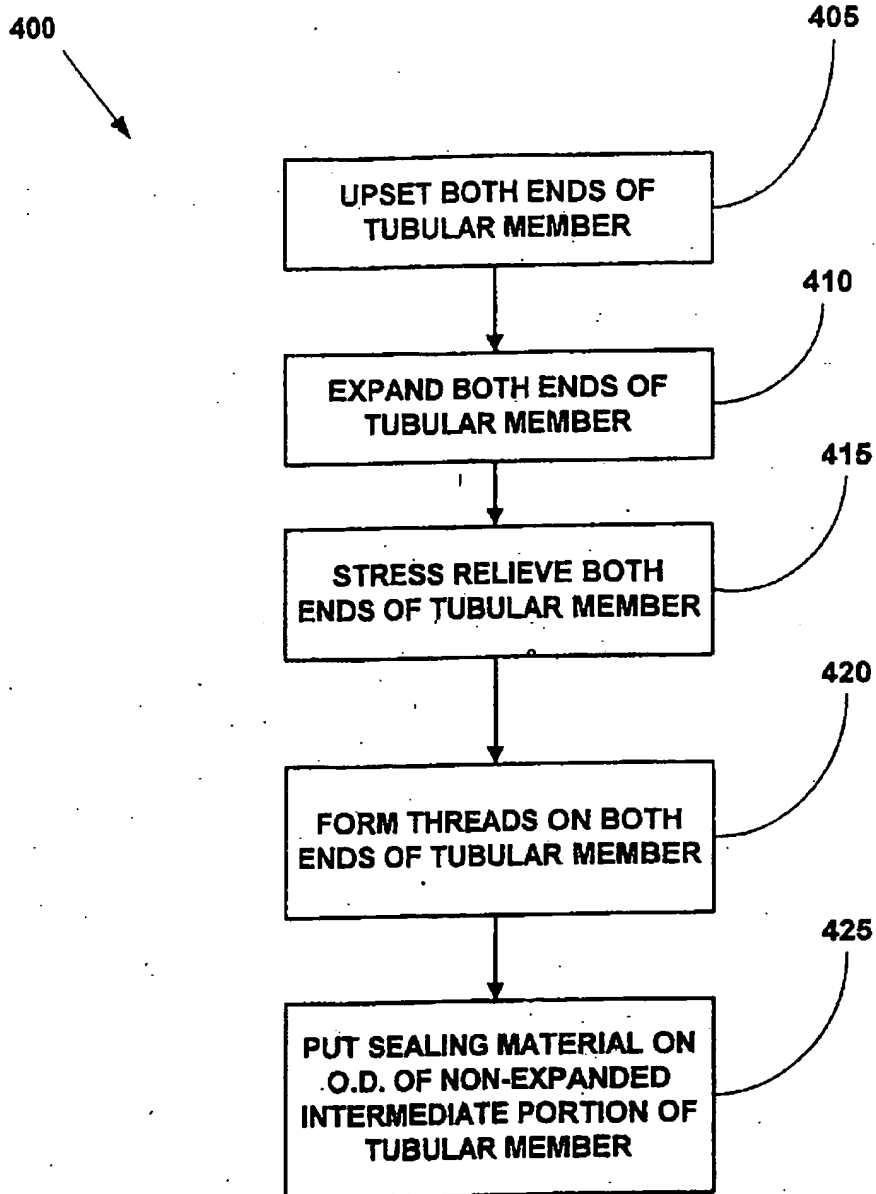 400
405
UPSET BOTH ENDS OF
TUBULAR MEMBER
410
EXPAND BOTH ENDS OF
TUBULAR MEMBER
415
STRESS RELIEVE BOTH
ENDS OF TUBULAR MEMBER
420
FORM THREADS ON BOTH
ENDS OF TUBULAR MEMBER
425
PUT SEALING MATERIAL ON
O.D. OF NON-EXPANDED
INTERMEDIATE PORTION OF
TUBULAR MEMBER